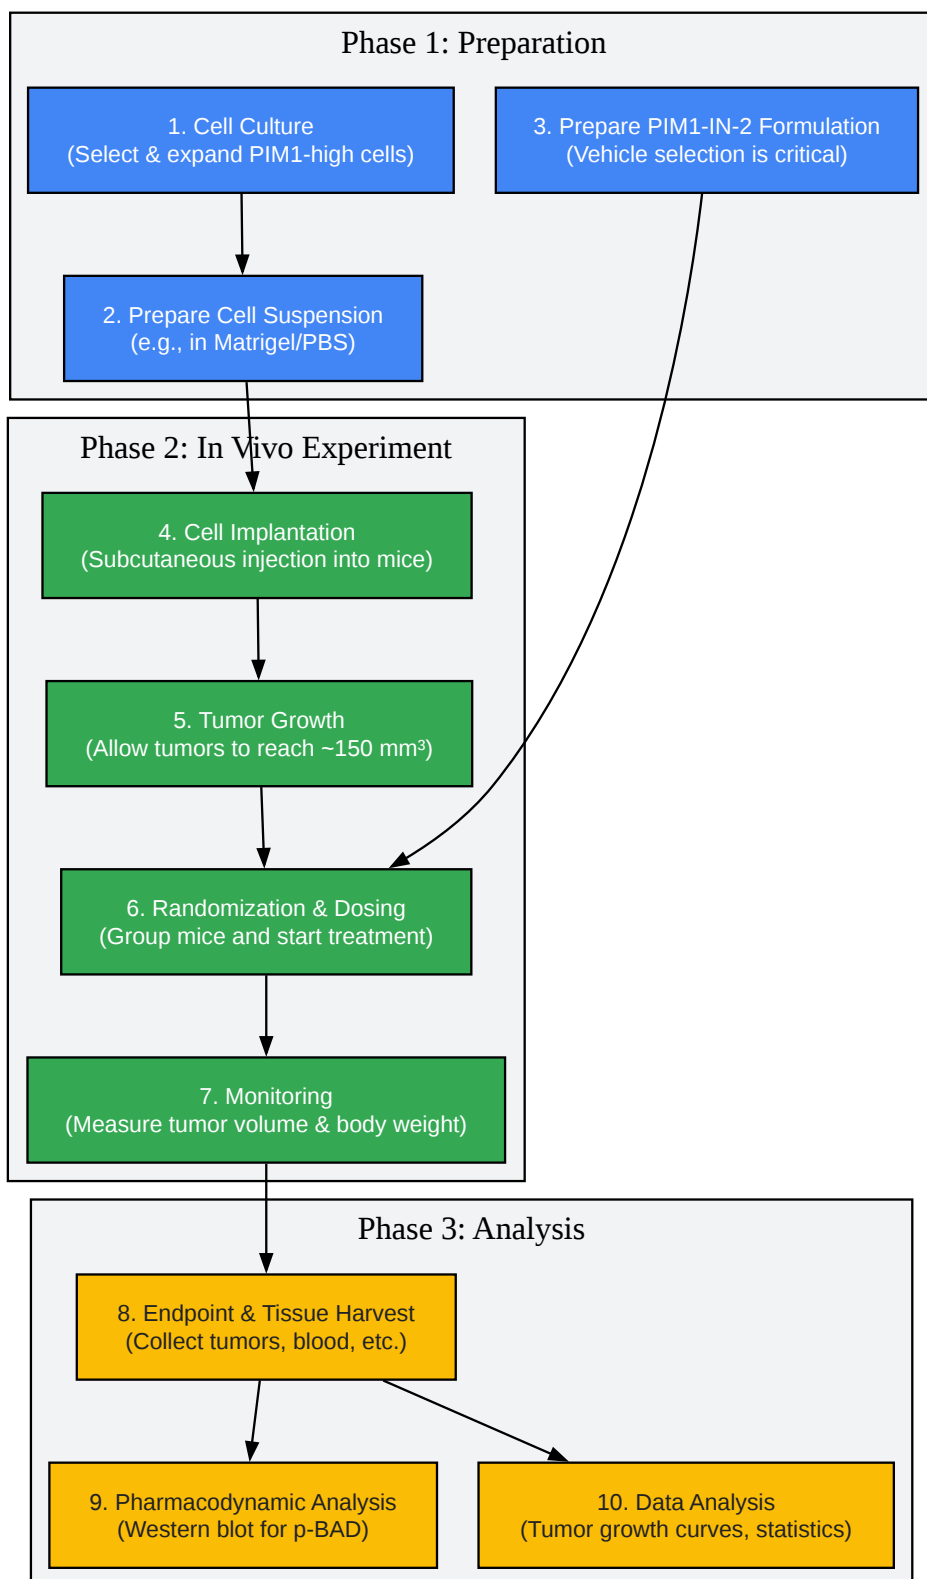 Phase 1: Preparation
1. Cell Culture
(Select & expand PIM1-high cells)
3. Prepare PIM1-IN-2 Formulation
(Vehicle selection is critical)
2. Prepare Cell Suspension
(e.g., in Matrigel/PBS)
Phase 2: In Vivo Experiment
4. Cell Implantation
(Subcutaneous injection into mice)
5. Tumor Growth
(Allow tumors to reach ~150 mm³)
6. Randomization & Dosing
(Group mice and start treatment)
7. Monitoring
(Measure tumor volume & body weight)
Phase 3: Analysis
8. Endpoint & Tissue Harvest
(Collect tumors, blood, etc.)
9. Pharmacodynamic Analysis
(Western blot for p-BAD)
10. Data Analysis
(Tumor growth curves, statistics)